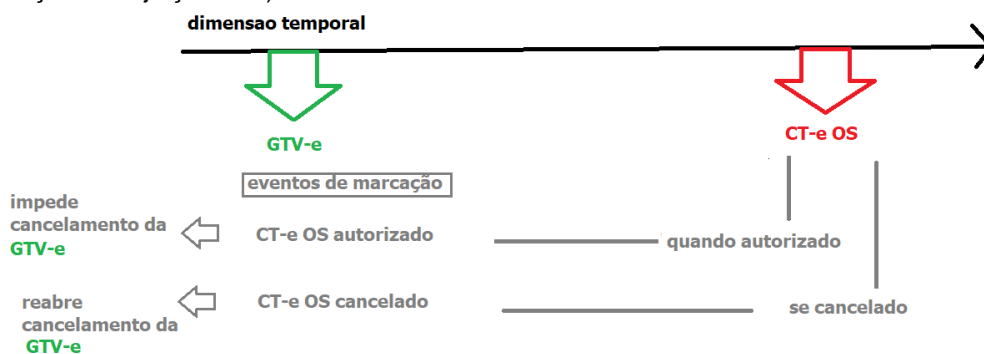 dimensao temporal
GTV-e
CT-e OS
eventos de marcação
impede
cancelamento da
GTV-e
CT-e OS autorizado
quando autorizado
reabre
cancelamento da
GTV-e
CT-e OS cancelado
se cancelado